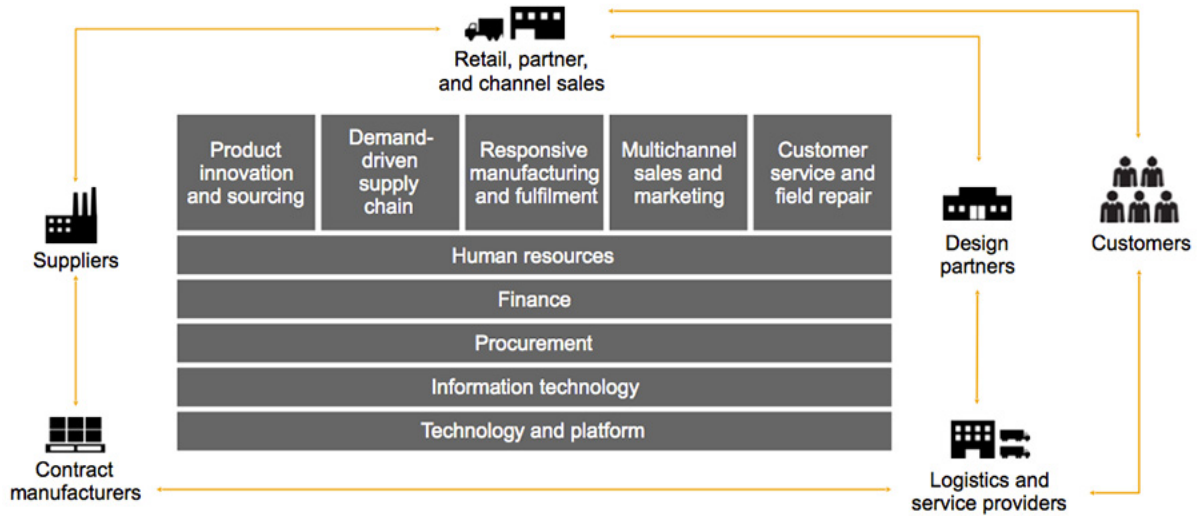 Retail, partner,
and channel sales
Product
innovation
and sourcing
Demand-
driven
supply
chain
Responsive
manufacturing
and fulfilment
Multichannel
sales and
marketing
Customer
service and
field repair
Human resources
Finance
Procurement
Information technology
Technology and platform
Suppliers
Design
partners
Customers
Contract
manufacturers
Logistics and
service providers